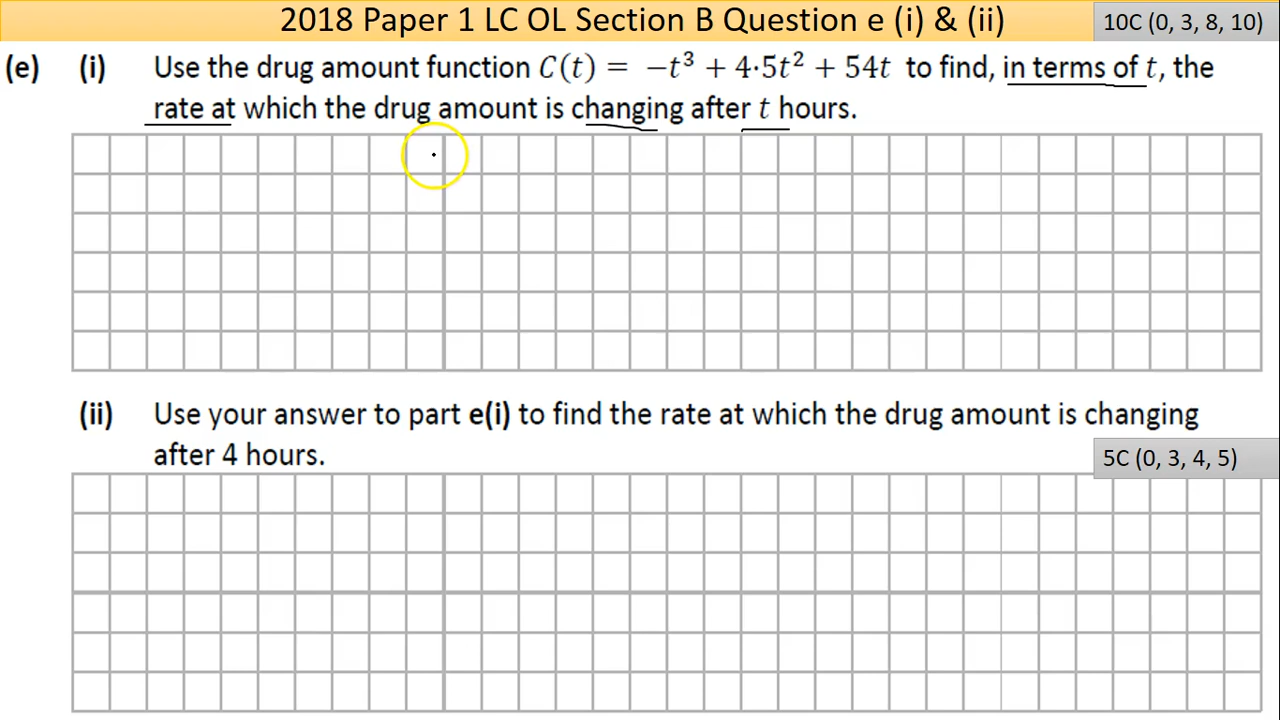 2018 Paper 1 LC OL Section B Question e (i) & (ii)
10C (0, 3, 8, 10)
(e) (i) Use the drug amount function C(t) = −t³ + 4·5t² + 54t to find, in terms of t, the
rate at which the drug amount is changing after t hours.
(ii) Use your answer to part e(i) to find the rate at which the drug amount is changing
after 4 hours.
5C (0, 3, 4, 5)